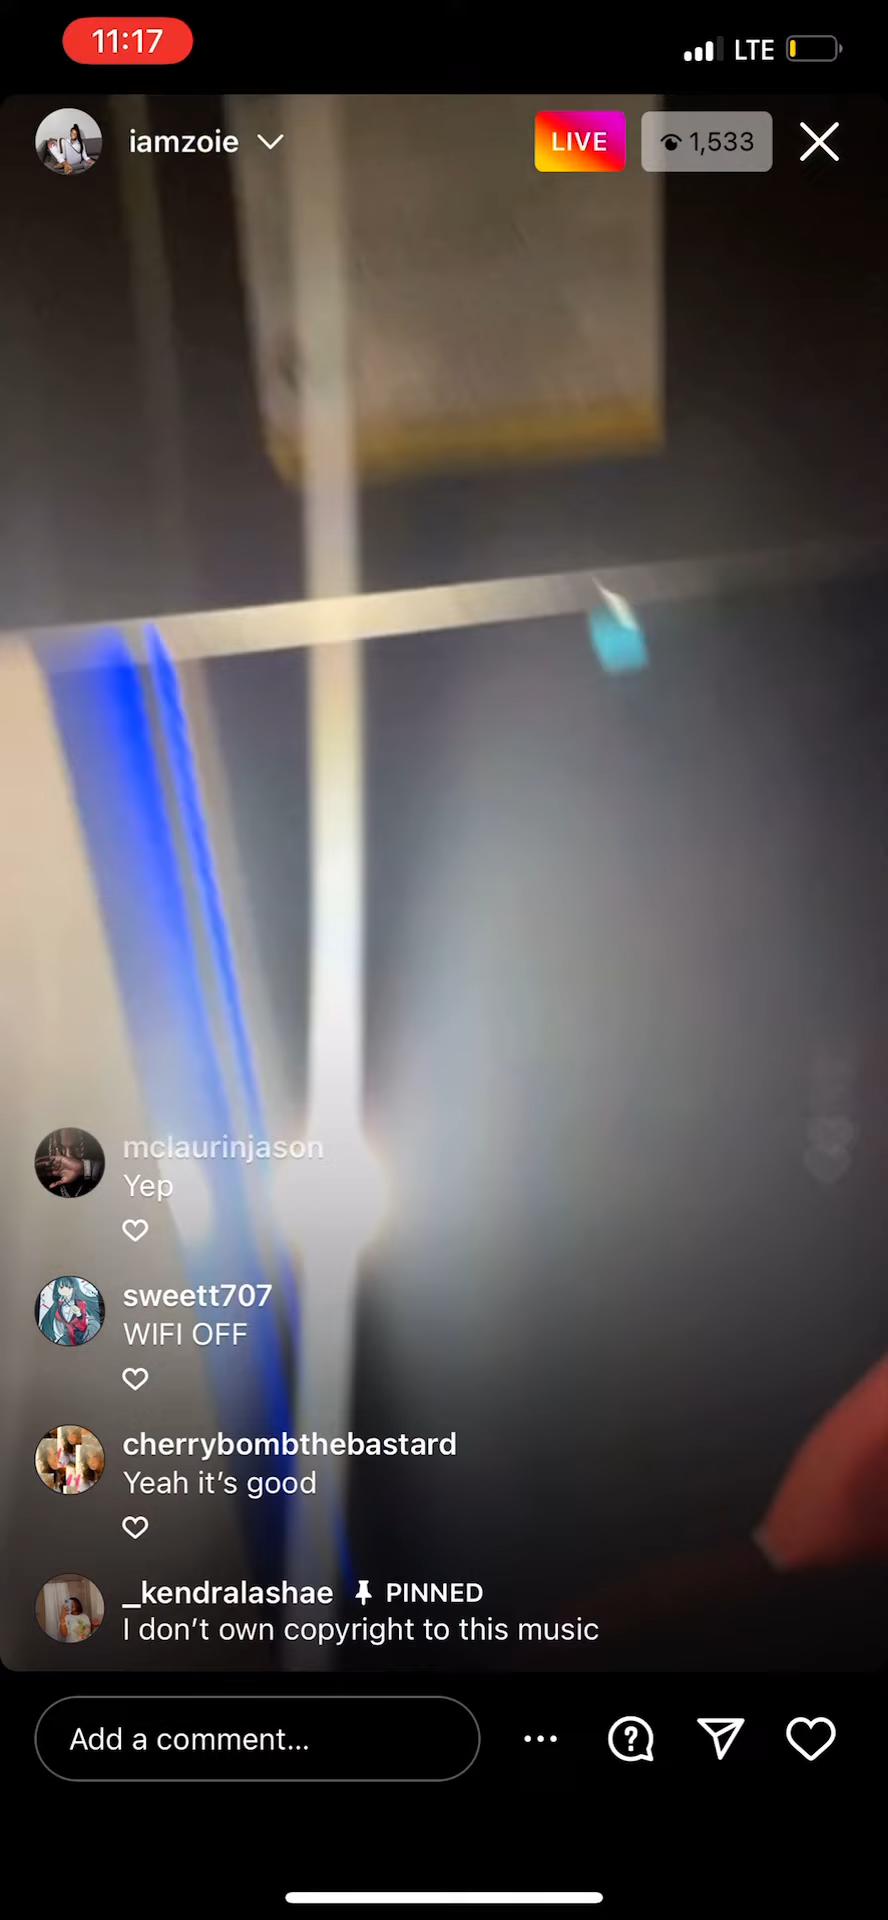 11:17
LTE
iamzoie
LIVE
1,533
mclaurinjason
Yep
sweett707
WIFI OFF
cherrybombthebastard
Yeah it's good
_kendralashae PINNED
I don't own copyright to this music
Add a comment...